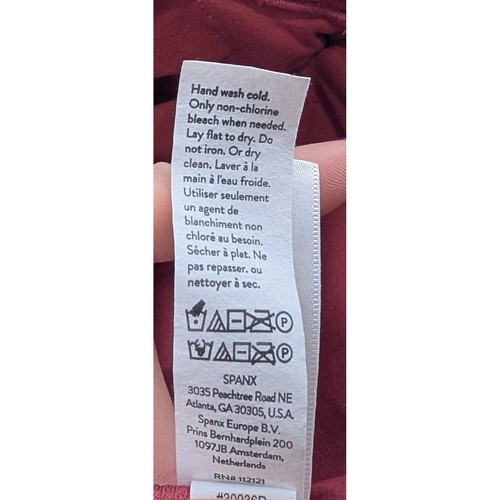 Hand wash cold.
Only non-chlorine
bleach when needed.
Lay flat to dry. Do
not iron. Or dry
clean. Laver à la
main à l'eau froide.
Utiliser seulement
un agent de
blanchiment non
chloré au besoin.
Sécher à plat. Ne
pas repasser. ou
nettoyer à sec.
P
P
SPANX
3035 Peachtree Road NE
Atlanta, GA 30305, U.S.A.
Spanx Europe B.V.
Prins Bernhardplein 200
1097JB Amsterdam,
Netherlands
RN# 112121